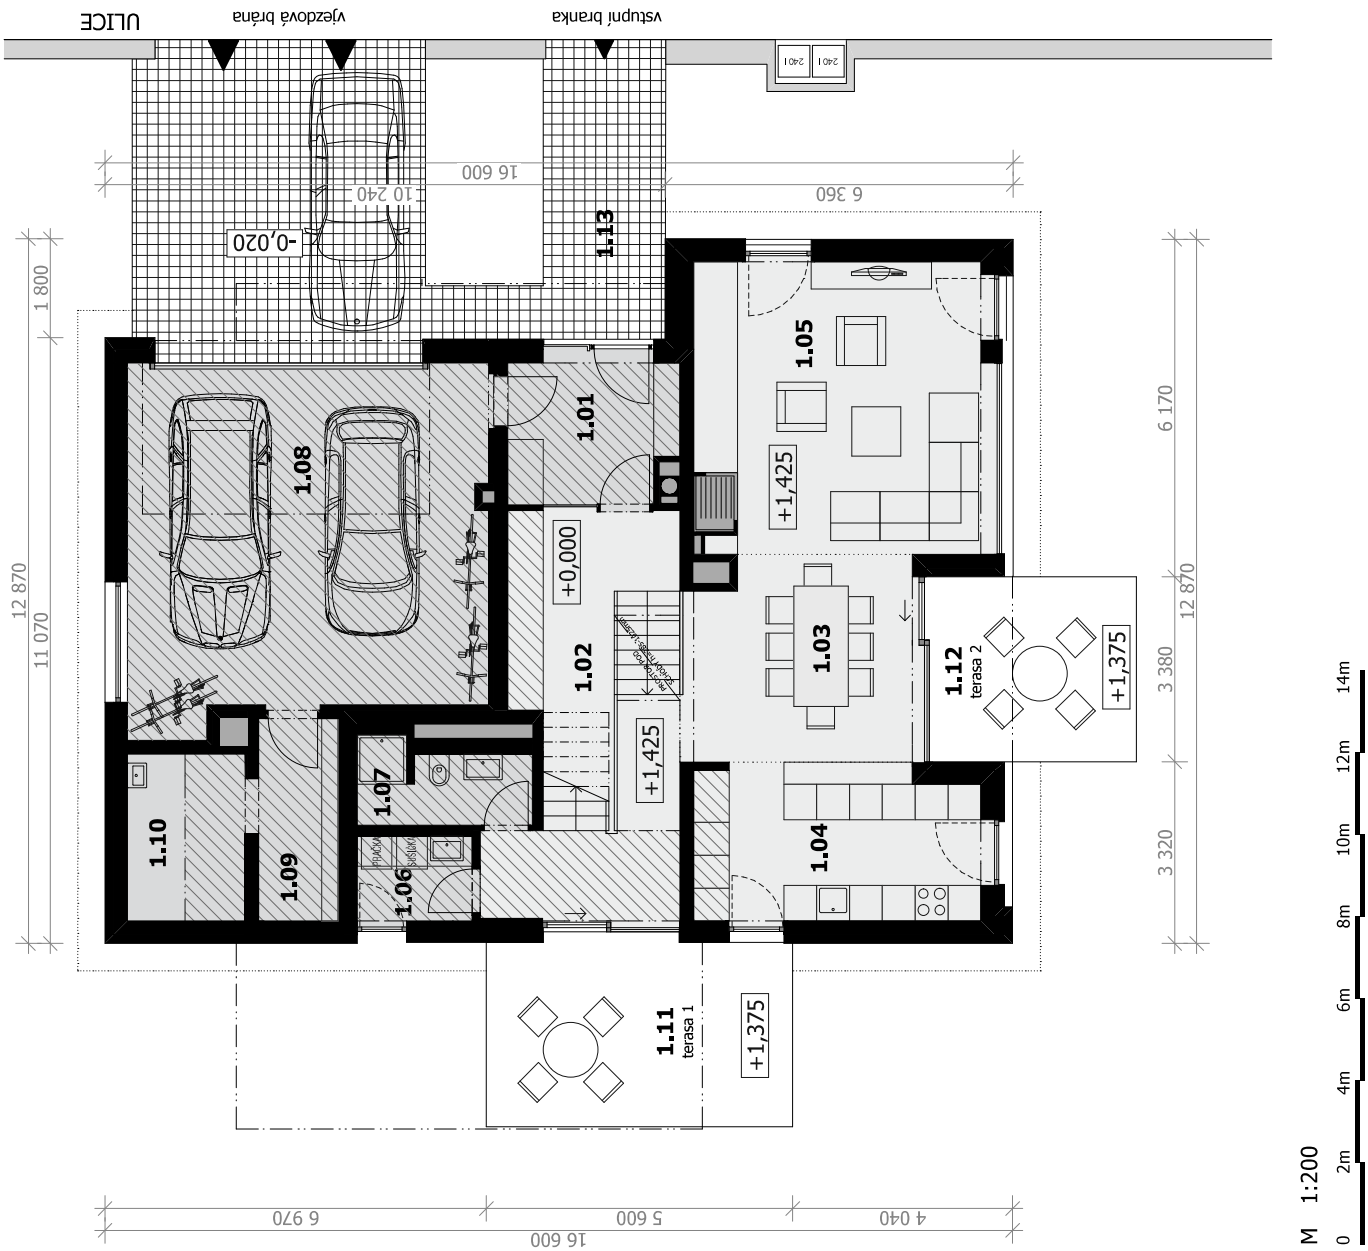 ULICE
vjezdová brána
vstupní branka
240 l
240 l
16 600
10 240
6 360
-0,020
1.13
1 800
12 870
11 070
1.05
1.01
1.08
+1,425
+0,000
6 170
12 870
3 380
3 320
PROSTOR POD
1.02
1.03
1.12
terasa 2
+1,375
+1,425
1.07
1.10
1.09
PRAČKA
SUŠIČKA
1.06
1.04
1.11
terasa 1
+1,375
6 970
5 600
4 040
16 600
14m
12m
10m
8m
6m
4m
2m
0
M 1:200